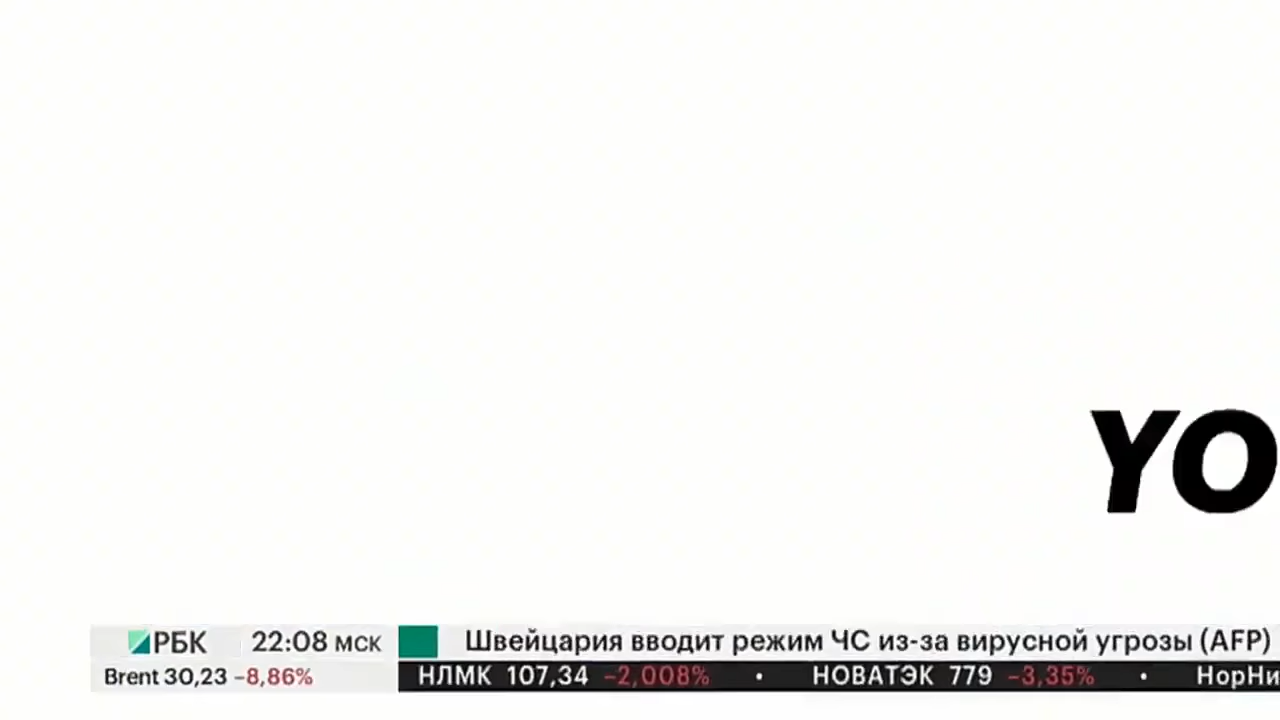 YO
РБК 22:08 МСК
Швейцария вводит режим ЧС из-за вирусной угрозы (AFP)
Brent 30,23 -8,86%
НЛМК 107,34 -2,008% • НОВАТЭК 779 -3,35% • НорНи